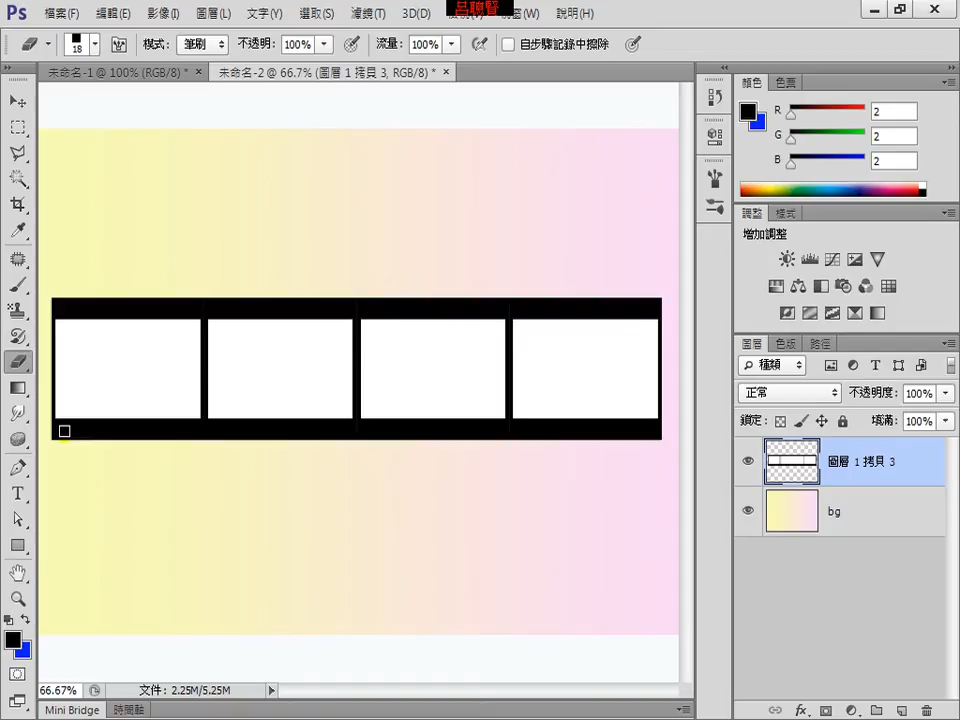 Ps 檔案(F) 編輯(E) 影像(I) 圖層(L) 文字(Y) 選取(S) 濾鏡(T) 3D(D) 呂聰賢 視窗(W) 說明(H)
18 模式: 筆刷 不透明: 100% 流量: 100% 自步驟記錄中擦除
未命名-1 @ 100% (RGB/8) * × 未命名-2 @ 66.7% (圖層 1 拷貝 3, RGB/8) * ×
顏色 色票
R 2
G 2
B 2
調整 樣式
增加調整
圖層 色版 路徑
種類
正常 不透明度: 100%
鎖定: 填滿: 100%
圖層 1 拷貝 3
bg
66.67% 文件: 2.25M/5.25M
Mini Bridge 時間軸
fx